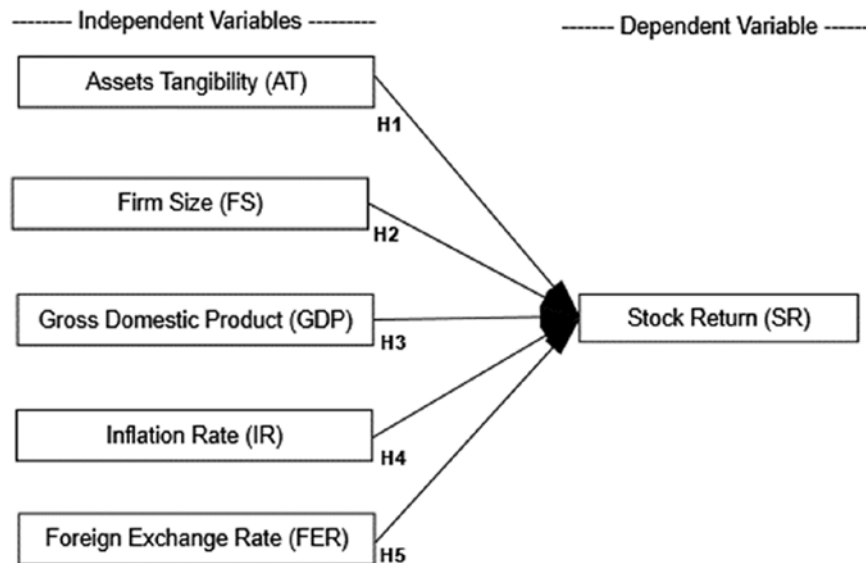 ------- Independent Variables --------
------- Dependent Variable -----
Assets Tangibility (AT)
H1
Firm Size (FS)
H2
Gross Domestic Product (GDP)
H3
Stock Return (SR)
Inflation Rate (IR)
H4
Foreign Exchange Rate (FER)
H5